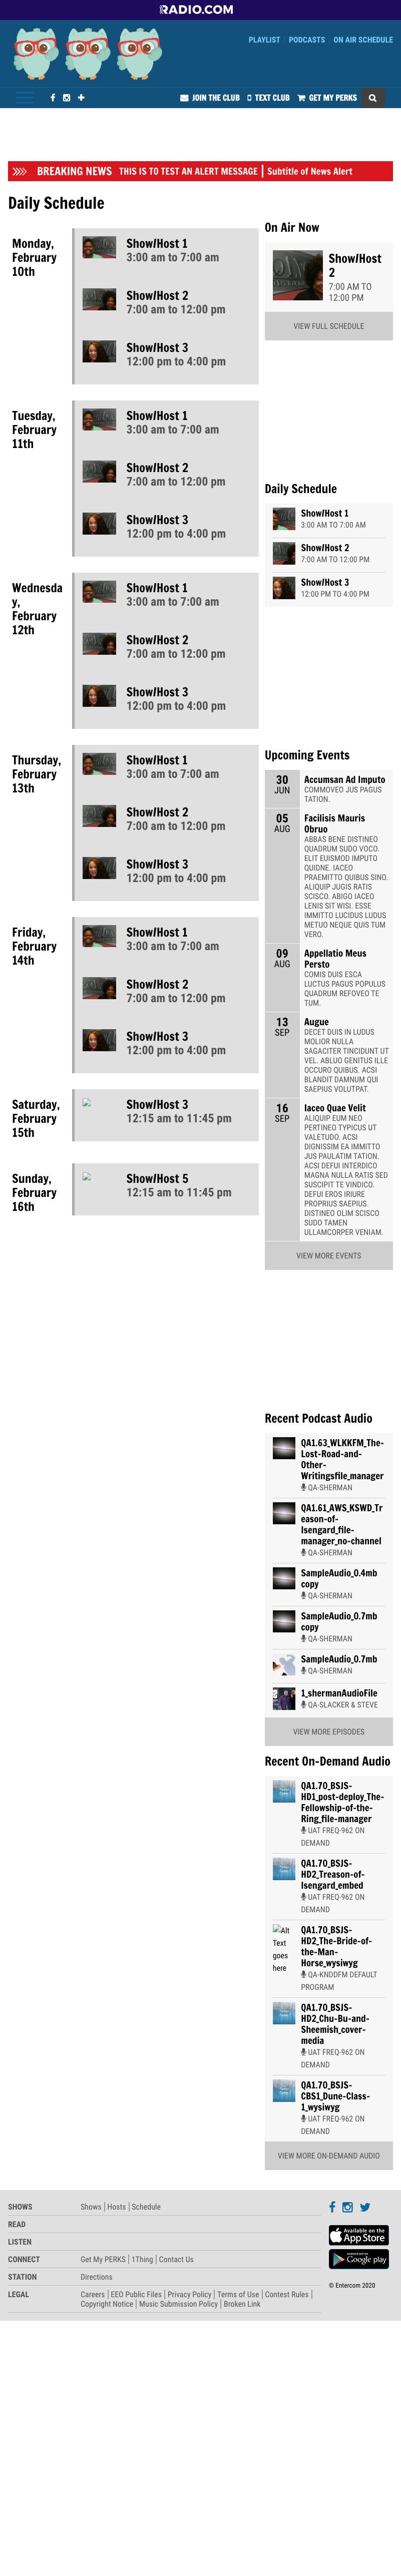 RADIO.COM
PLAYLIST
PODCASTS
ON AIR SCHEDULE
JOIN THE CLUB
TEXT CLUB
GET MY PERKS
BREAKING NEWS THIS IS TO TEST AN ALERT MESSAGE | Subtitle of News Alert
Daily Schedule
Monday,
February
10th
Show/Host 1
3:00 am to 7:00 am
Show/Host 2
7:00 am to 12:00 pm
Show/Host 3
12:00 pm to 4:00 pm
Tuesday,
February
11th
Show/Host 1
3:00 am to 7:00 am
Show/Host 2
7:00 am to 12:00 pm
Show/Host 3
12:00 pm to 4:00 pm
Wednesda
y,
February
12th
Show/Host 1
3:00 am to 7:00 am
Show/Host 2
7:00 am to 12:00 pm
Show/Host 3
12:00 pm to 4:00 pm
Thursday,
February
13th
Show/Host 1
3:00 am to 7:00 am
Show/Host 2
7:00 am to 12:00 pm
Show/Host 3
12:00 pm to 4:00 pm
Friday,
February
14th
Show/Host 1
3:00 am to 7:00 am
Show/Host 2
7:00 am to 12:00 pm
Show/Host 3
12:00 pm to 4:00 pm
Saturday,
February
15th
Show/Host 3
12:15 am to 11:45 pm
Sunday,
February
16th
Show/Host 5
12:15 am to 11:45 pm
On Air Now
Show/Host
2
7:00 AM TO
12:00 PM
VIEW FULL SCHEDULE
Daily Schedule
Show/Host 1
3:00 AM TO 7:00 AM
Show/Host 2
7:00 AM TO 12:00 PM
Show/Host 3
12:00 PM TO 4:00 PM
Upcoming Events
30
JUN
Accumsan Ad Imputo
COMMOVEO JUS PAGUS
TATION.
05
AUG
Facilisis Mauris
Obruo
ABBAS BENE DISTINEO
QUADRUM SUDO VOCO.
ELIT EUISMOD IMPUTO
QUIDNE. IACEO
PRAEMITTO QUIBUS SINO.
ALIQUIP JUGIS RATIS
SCISCO. ABIGO IACEO
LENIS SIT WISI. ESSE
IMMITTO LUCIDUS LUDUS
METUO NEQUE QUIS TUM
VERO.
09
AUG
Appellatio Meus
Persto
COMIS DUIS ESCA
LUCTUS PAGUS POPULUS
QUADRUM REFOVEO TE
TUM.
13
SEP
Augue
DECET DUIS IN LUDUS
MOLIOR NULLA
SAGACITER TINCIDUNT UT
VEL. ABLUO GENITUS ILLE
OCCURO QUIBUS. ACSI
BLANDIT DAMNUM QUI
SAEPIUS VOLUTPAT.
16
SEP
Iaceo Quae Velit
ALIQUIP EUM NEO
PERTINEO TYPICUS UT
VALETUDO. ACSI
DIGNISSIM EA IMMITTO
JUS PAULATIM TATION.
ACSI DEFUI INTERDICO
MAGNA NULLA RATIS SED
SUSCIPIT TE VINDICO.
DEFUI EROS IRIURE
PROPRIUS SAEPIUS.
DISTINEO OLIM SCISCO
SUDO TAMEN
ULLAMCORPER VENIAM.
VIEW MORE EVENTS
Recent Podcast Audio
QA1.63_WLKKFM_The-
Lost-Road-and-
Other-
Writingsfile_manager
QA-SHERMAN
QA1.61_AWS_KSWD_Tr
eason-of-
Isengard_file-
manager_no-channel
QA-SHERMAN
SampleAudio_0.4mb
copy
QA-SHERMAN
SampleAudio_0.7mb
copy
QA-SHERMAN
SampleAudio_0.7mb
QA-SHERMAN
1_shermanAudioFile
QA-SLACKER & STEVE
VIEW MORE EPISODES
Recent On-Demand Audio
QA1.70_BSJS-
HD1_post-deploy_The-
Fellowship-of-the-
Ring_file-manager
UAT FREQ-962 ON
DEMAND
QA1.70_BSJS-
HD2_Treason-of-
Isengard_embed
UAT FREQ-962 ON
DEMAND
Alt
Text
goes
here
QA1.70_BSJS-
HD2_The-Bride-of-
the-Man-
Horse_wysiwyg
QA-KNDDFM DEFAULT
PROGRAM
QA1.70_BSJS-
HD2_Chu-Bu-and-
Sheemish_cover-
media
UAT FREQ-962 ON
DEMAND
QA1.70_BSJS-
CBS1_Dune-Class-
1_wysiwyg
UAT FREQ-962 ON
DEMAND
VIEW MORE ON-DEMAND AUDIO
SHOWS
Shows | Hosts | Schedule
READ
LISTEN
CONNECT
Get My PERKS | 1Thing | Contact Us
STATION
Directions
LEGAL
Careers | EEO Public Files | Privacy Policy | Terms of Use | Contest Rules |
Copyright Notice | Music Submission Policy | Broken Link
Available on the
App Store
ANDROID APP ON
Google play
© Entercom 2020